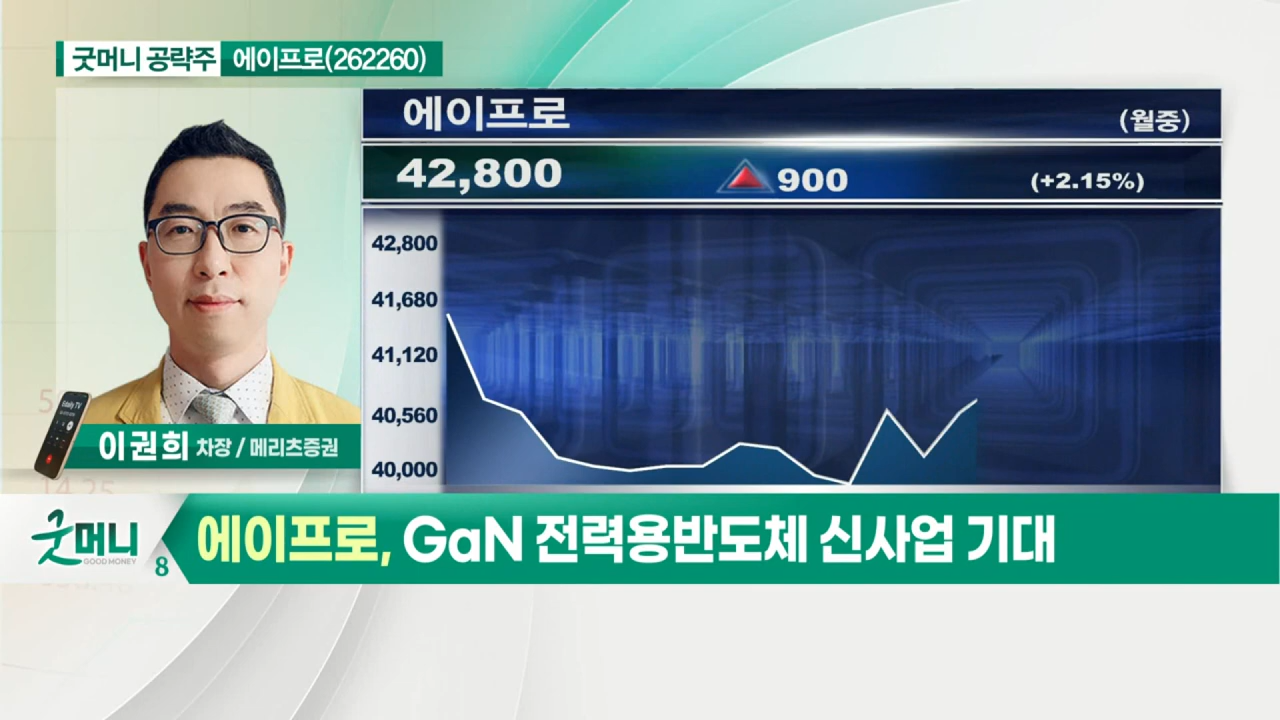 굿머니 공략주 에이프로(262260)
에이프로 (월중)
42,800 ▲ 900 (+2.15%)
42,800
41,680
41,120
40,560
40,000
이권희 차장 / 메리츠증권
굿머니
GOOD MONEY
8
에이프로, GaN 전력용반도체 신사업 기대